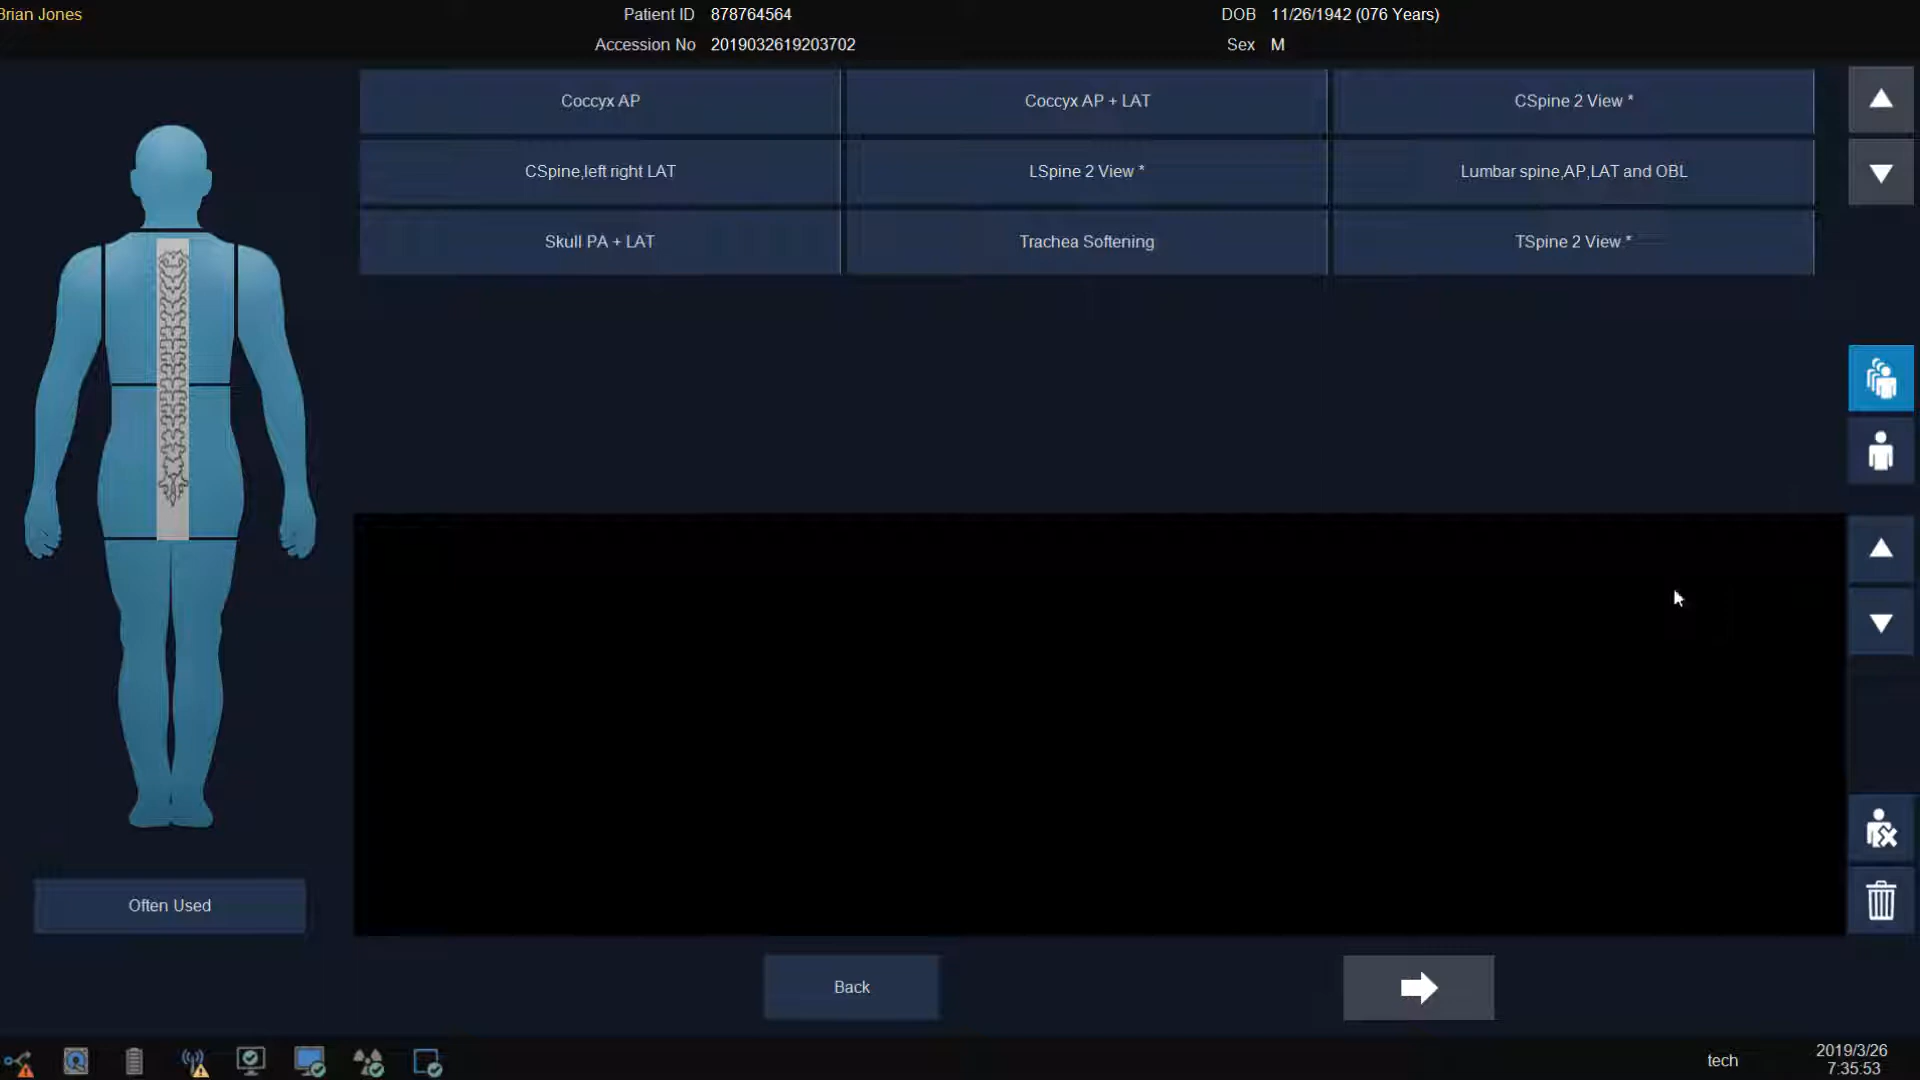 Brian Jones
Patient ID 878764564
DOB 11/26/1942 (076 Years)
Accession No 2019032619203702
Sex M
Coccyx AP
Coccyx AP + LAT
CSpine 2 View *
CSpine,left right LAT
LSpine 2 View *
Lumbar spine,AP,LAT and OBL
Skull PA + LAT
Trachea Softening
TSpine 2 View *
Often Used
Back
tech
2019/3/26
7:35:53